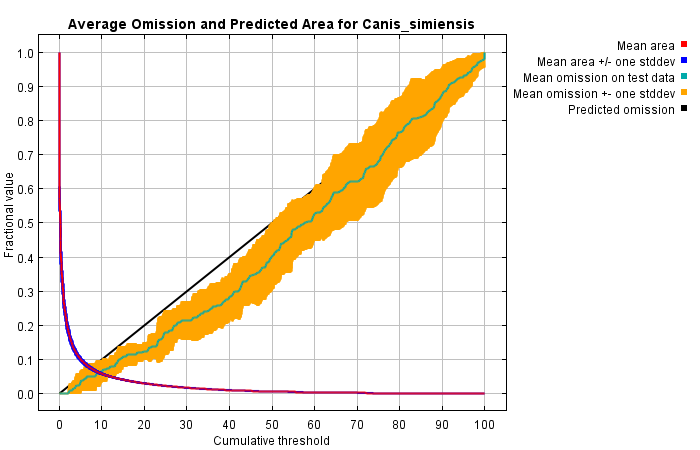 Average Omission and Predicted Area for Canis_simiensis
Mean area
Mean area +/- one stddev
Mean omission on test data
Mean omission +- one stddev
Predicted omission
Fractional value
1.0
0.9
0.8
0.7
0.6
0.5
0.4
0.3
0.2
0.1
0.0
0 10 20 30 40 50 60 70 80 90 100
Cumulative threshold